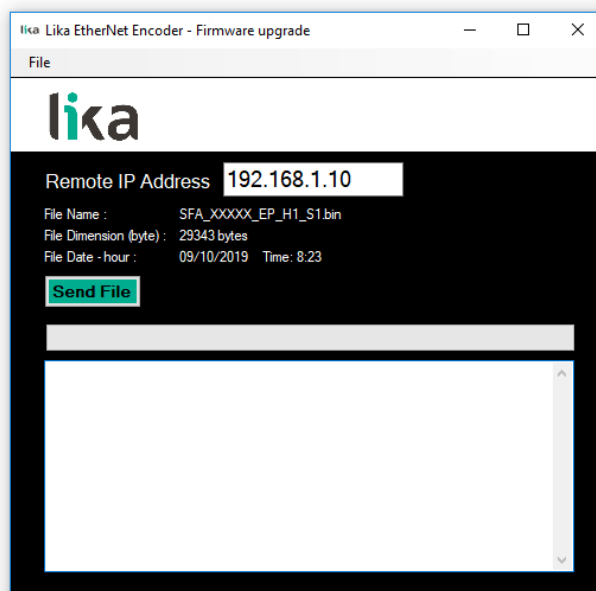 lika Lika EtherNet Encoder - Firmware upgrade
File
lika
Remote IP Address 192.168.1.10
File Name : SFA_XXXXX_EP_H1_S1.bin
File Dimension (byte) : 29343 bytes
File Date - hour : 09/10/2019 Time: 8:23
Send File